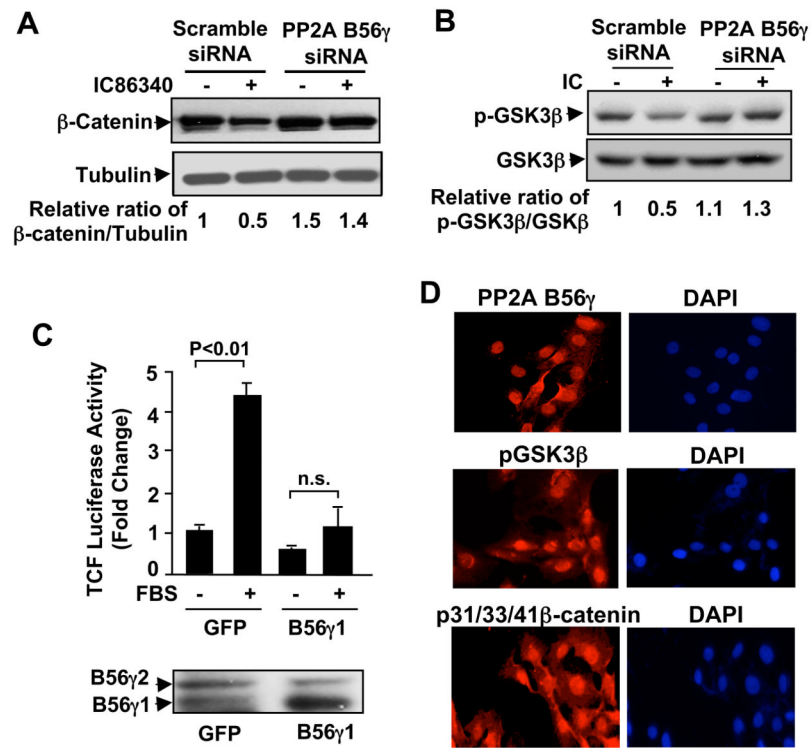 A
Scramble siRNA
PP2A B56γ siRNA
IC86340
- + - +
β-Catenin
Tubulin
Relative ratio of β-catenin/Tubulin
1 0.5 1.5 1.4
B
Scramble siRNA
PP2A B56γ siRNA
IC
- + - +
p-GSK3β
GSK3β
Relative ratio of p-GSK3β/GSKβ
1 0.5 1.1 1.3
C
TCF Luciferase Activity (Fold Change)
5
4
3
2
1
0
P<0.01
n.s.
FBS - + - +
GFP B56γ1
B56γ2
B56γ1
GFP B56γ1
D
PP2A B56γ DAPI
pGSK3β DAPI
p31/33/41β-catenin DAPI